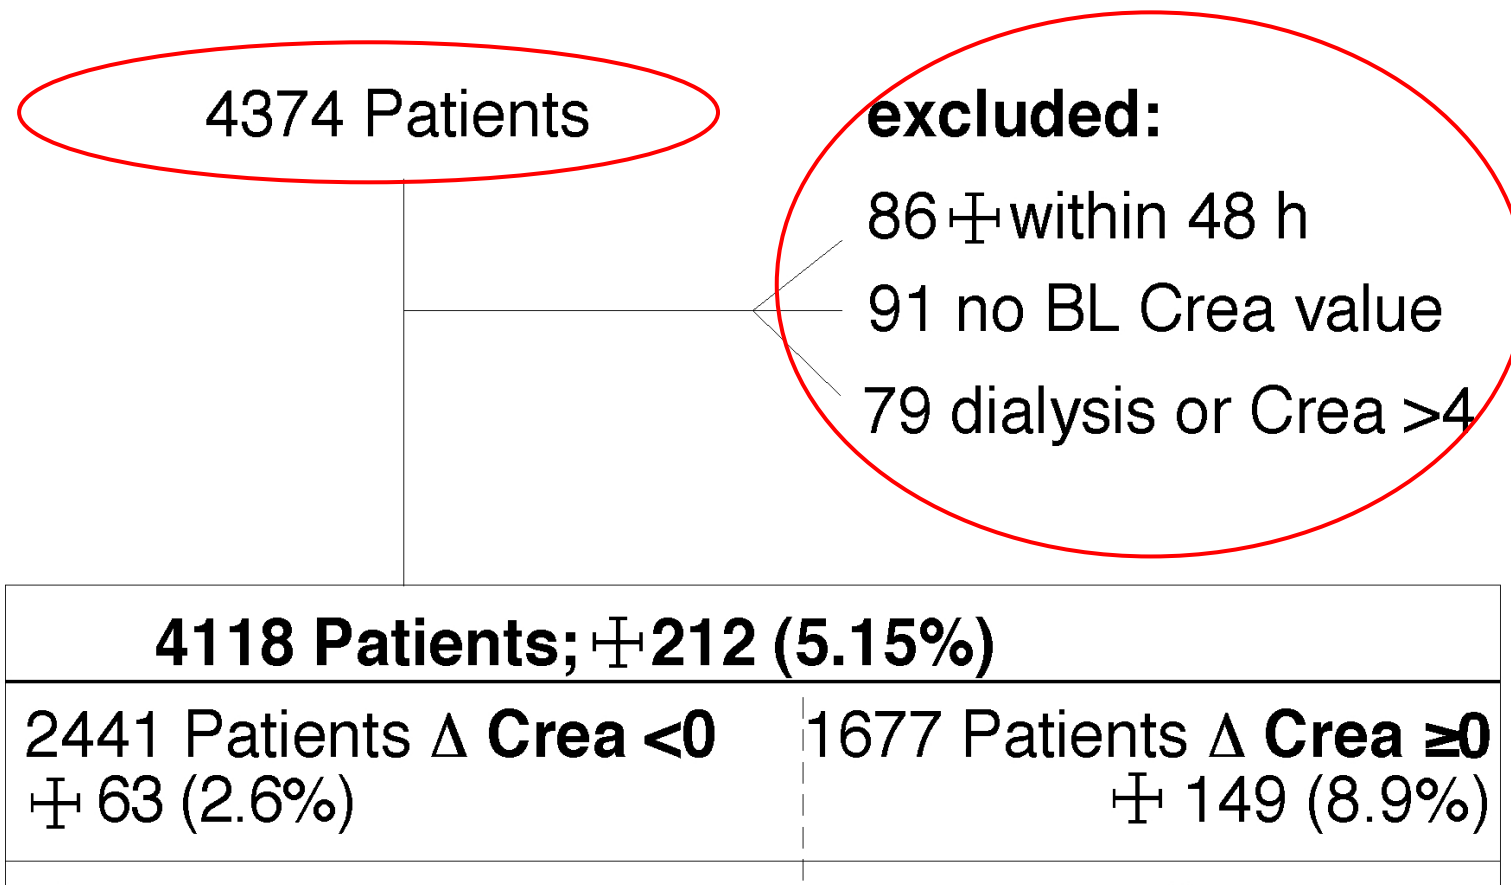 4374 Patients
excluded:
86 ☩ within 48 h
91 no BL Crea value
79 dialysis or Crea >4
4118 Patients; ☩ 212 (5.15%)
2441 Patients Δ Crea <0
☩ 63 (2.6%)
1677 Patients Δ Crea ≥0
☩ 149 (8.9%)